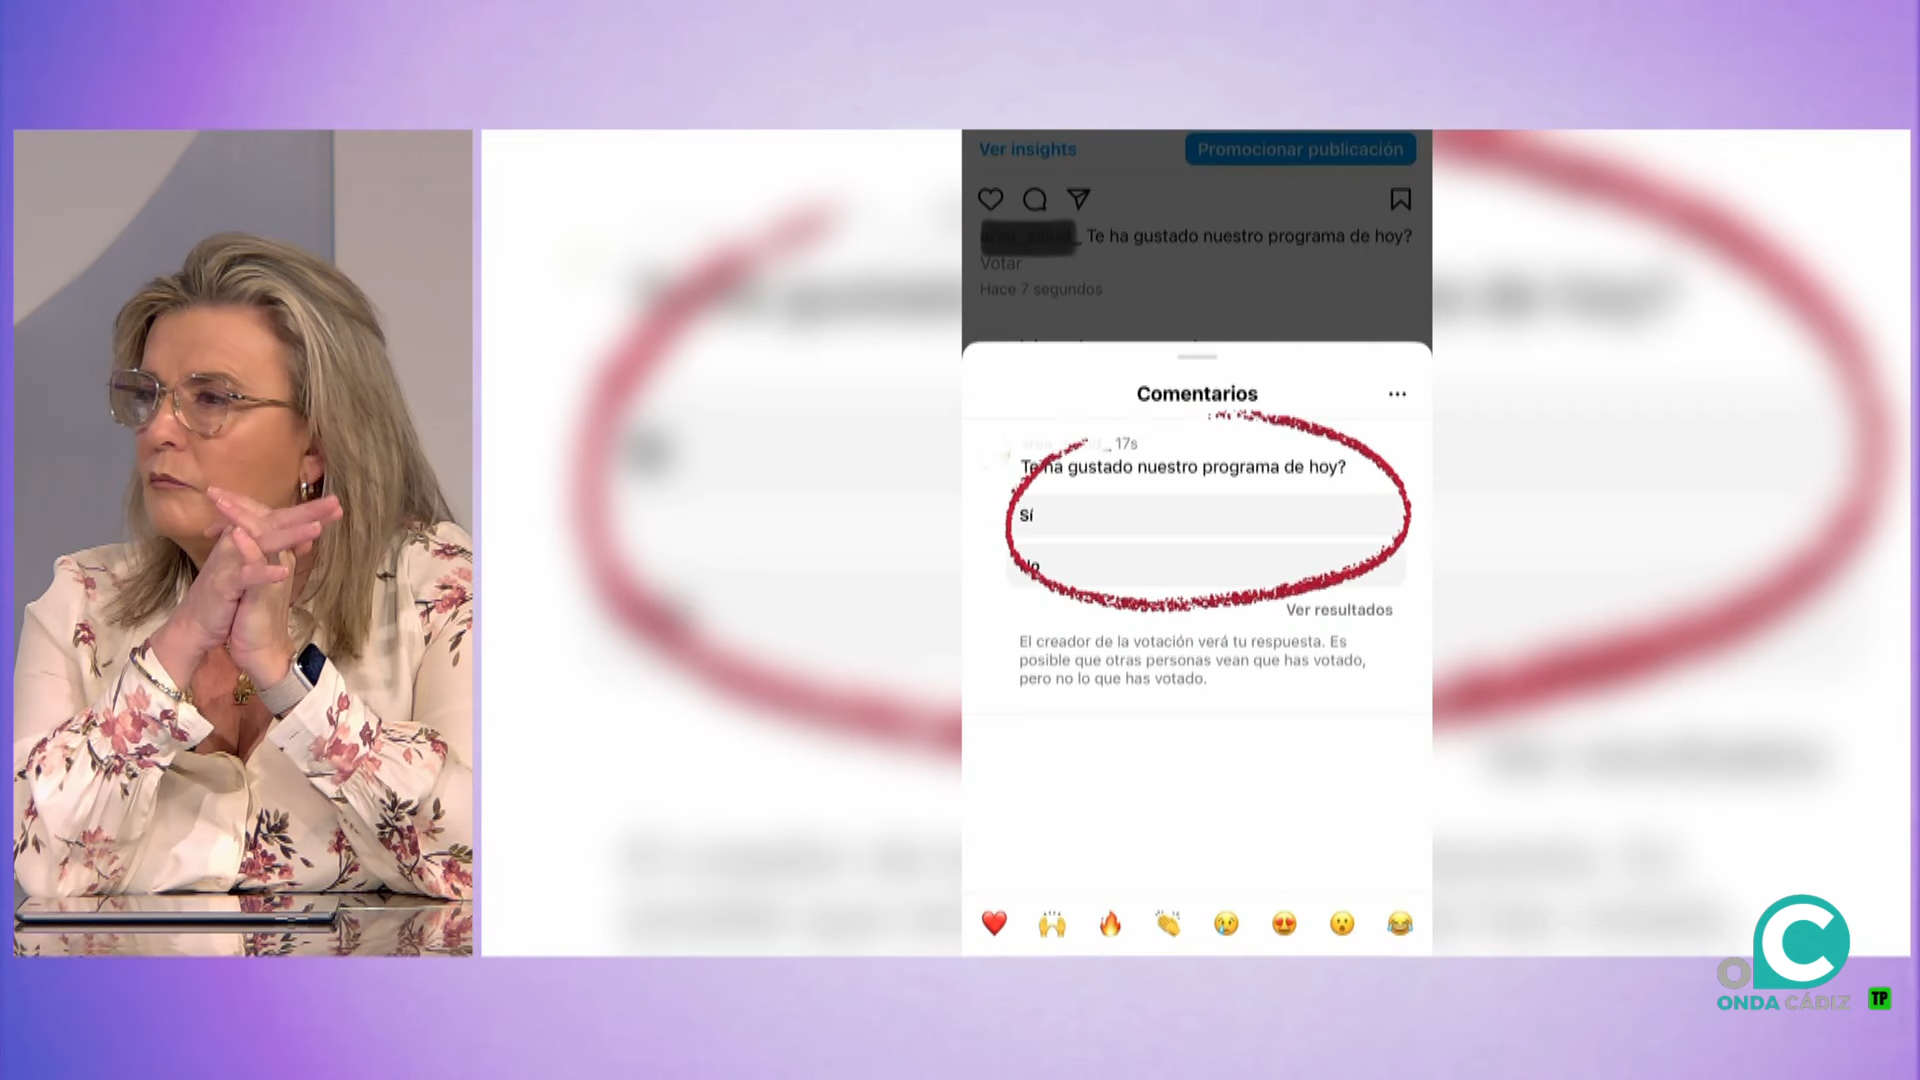 Ver insights
Promocionar publicación
Te ha gustado nuestro programa de hoy?
Votar
Hace 7 segundos
Comentarios
17s
Te ha gustado nuestro programa de hoy?
Sí
No
Ver resultados
El creador de la votación verá tu respuesta. Es
posible que otras personas vean que has votado,
pero no lo que has votado.
ONDA CÁDIZ
TP